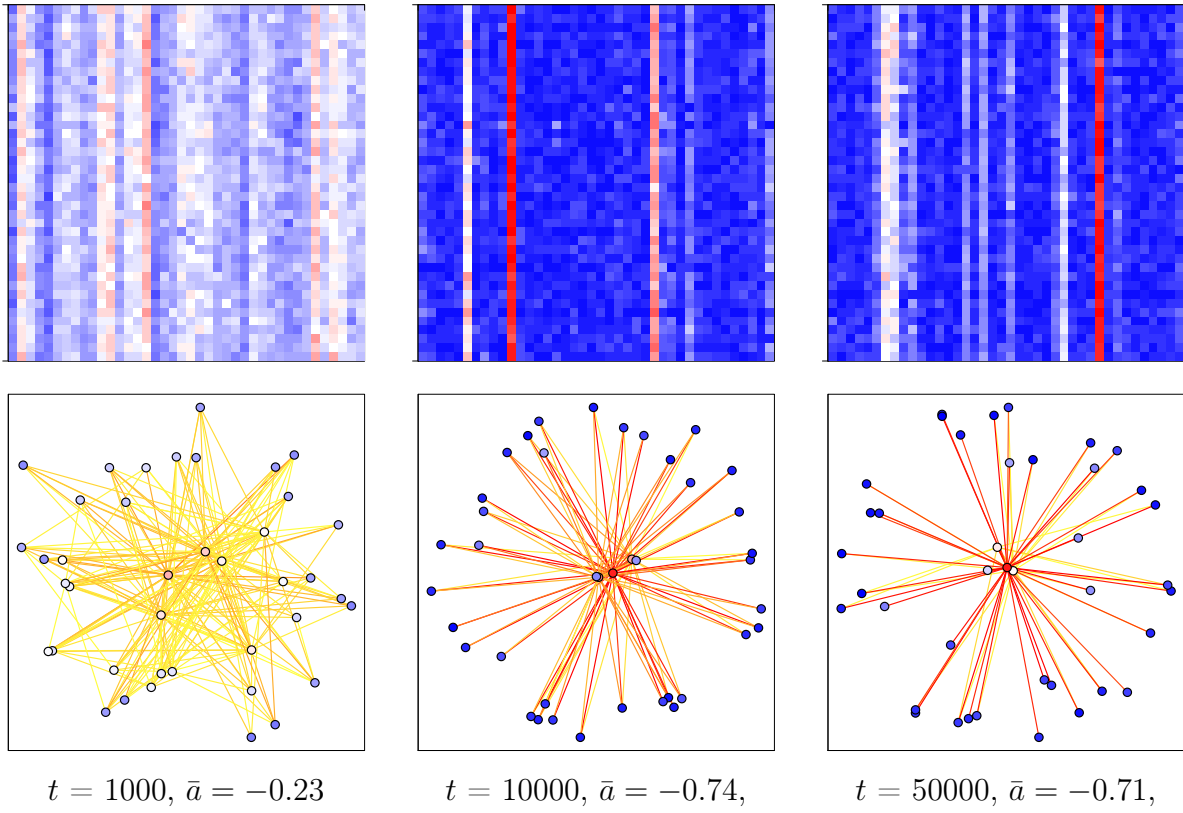 t = 1000, ā = −0.23
t = 10000, ā = −0.74,
t = 50000, ā = −0.71,